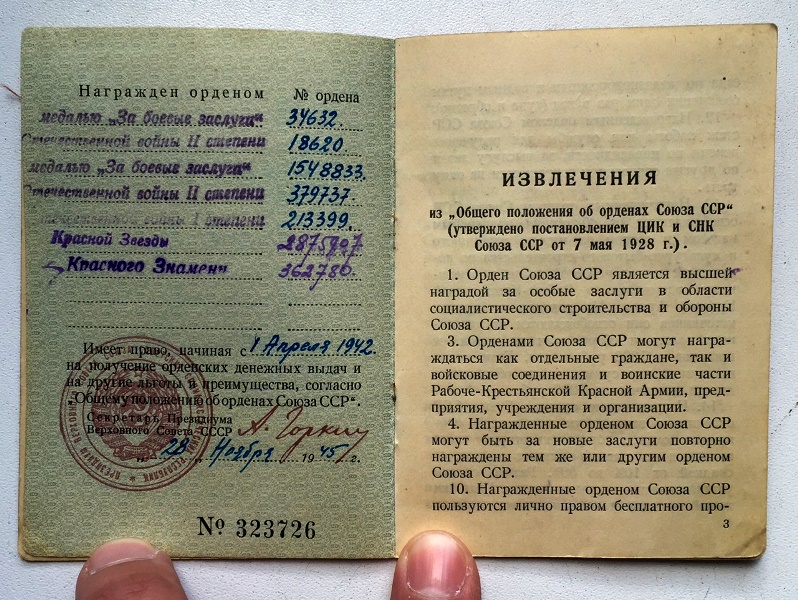 Награжден орденом № ордена
медалью „За боевые заслуги“ 34632.
Отечественной войны II степени 18620
медалью „За боевые заслуги“ 1548833.
Отечественной войны II степени 379737.
Отечественной войны I степени 213399.
Красной Звезды 2875907
Красного Знамени 362780.
Имеет право, начиная с 1 Апреля 1942.
на получение орденских денежных выдач и
на другие льготы и преимущества, согласно
„Общему положению об орденах Союза ССР“.
Секретарь Президиума
Верховного Совета СССР А. Горкин
„28„ Ноября 1945 г.
№ 323726
ИЗВЛЕЧЕНИЯ
из „Общего положения об орденах Союза ССР“
(утверждено постановлением ЦИК и СНК
Союза ССР от 7 мая 1928 г.).
1. Орден Союза ССР является высшей
наградой за особые заслуги в области
социалистического строительства и обороны
Союза ССР.
3. Орденами Союза ССР могут награ-
ждаться как отдельные граждане, так и
войсковые соединения и воинские части
Рабоче-Крестьянской Красной Армии, пред-
приятия, учреждения и организации.
4. Награжденные орденом Союза ССР
могут быть за новые заслуги повторно
награждены тем же или другим орденом
Союза ССР.
10. Награжденные орденом Союза ССР
пользуются лично правом бесплатного про-
3